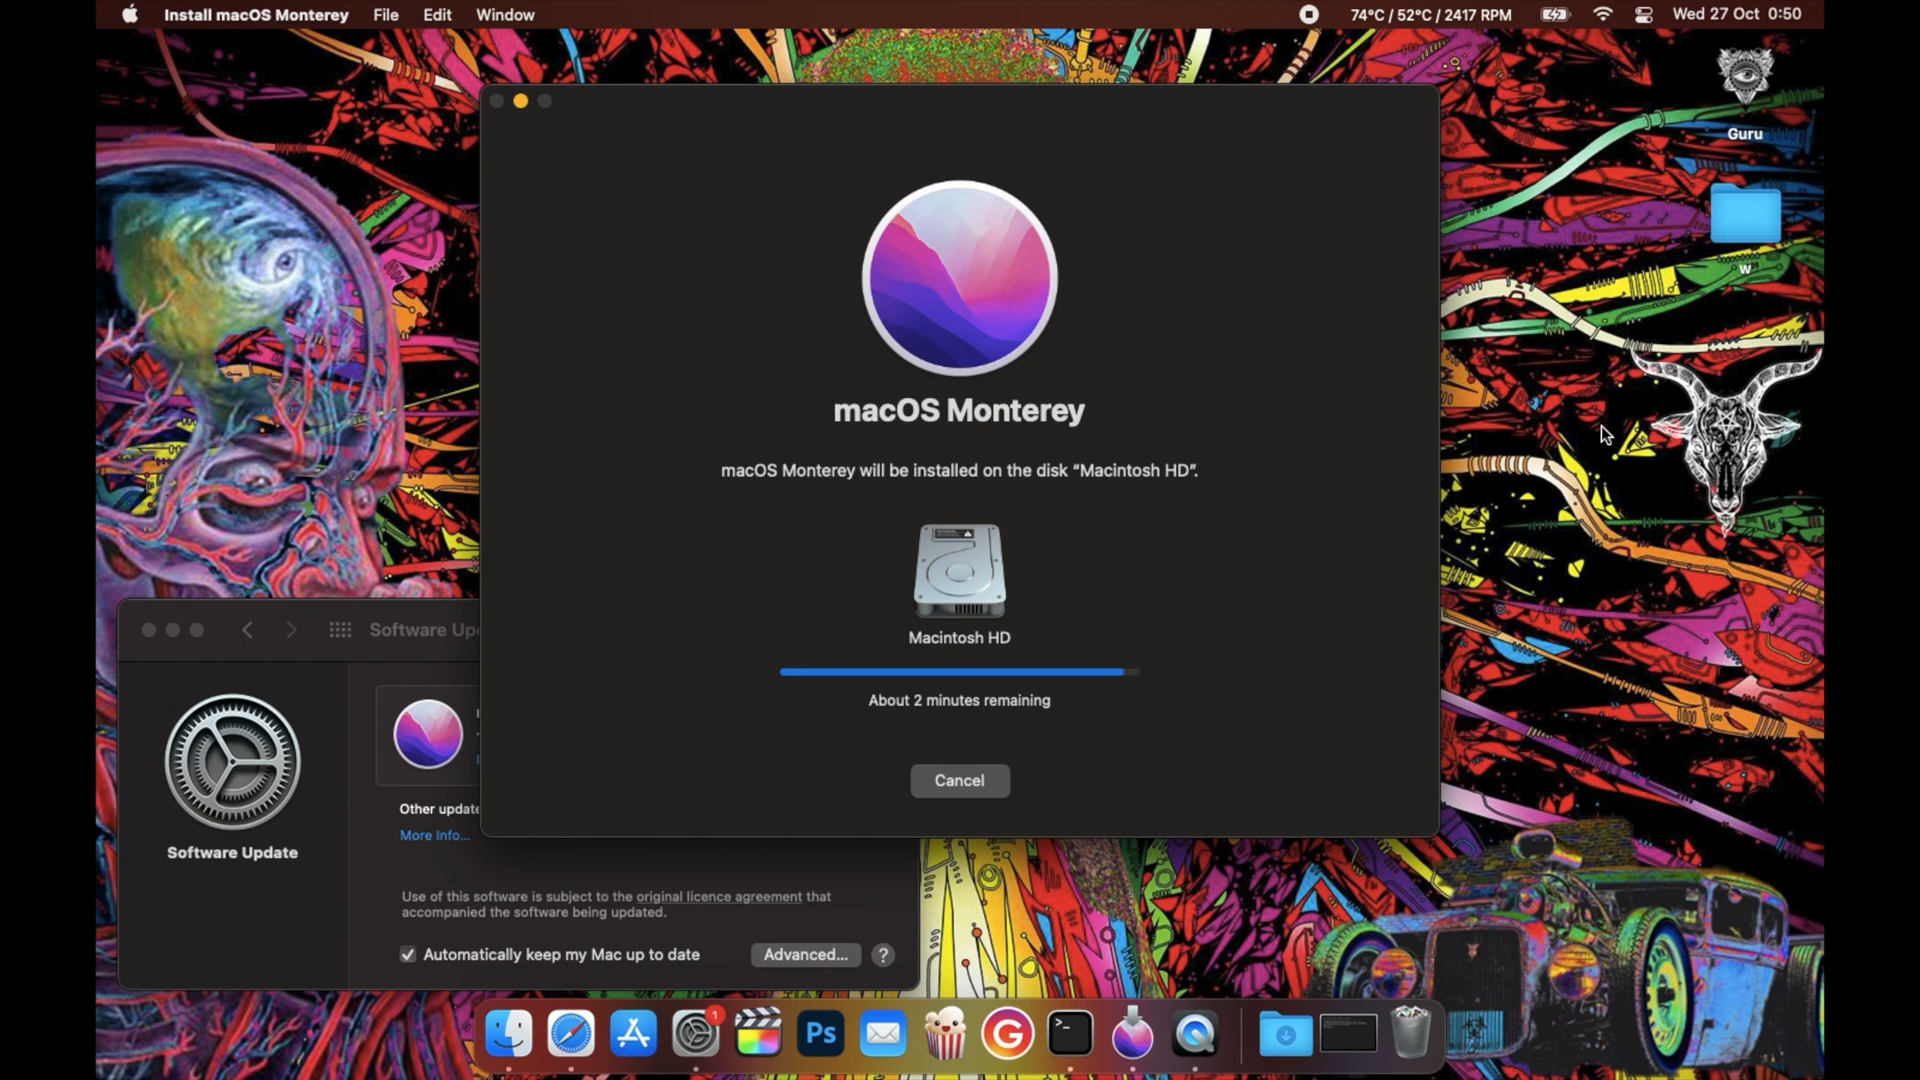 Install macOS Monterey File Edit Window 74°C / 52°C / 2417 RPM Wed 27 Oct 0:50
Guru
w
macOS Monterey
macOS Monterey will be installed on the disk “Macintosh HD”.
Macintosh HD
About 2 minutes remaining
Cancel
Software Up
Software Update
Other update
More Info...
Use of this software is subject to the original licence agreement that
accompanied the software being updated.
Automatically keep my Mac up to date
Advanced...
?
1
Ps
G
>_